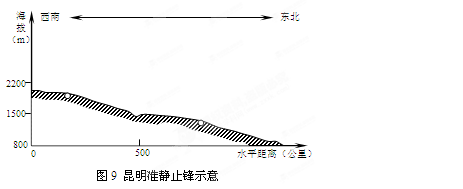 海拔(m)
西南
东北
2200
1500
800
0
500
水平距离（公里）
图9 昆明准静止锋示意